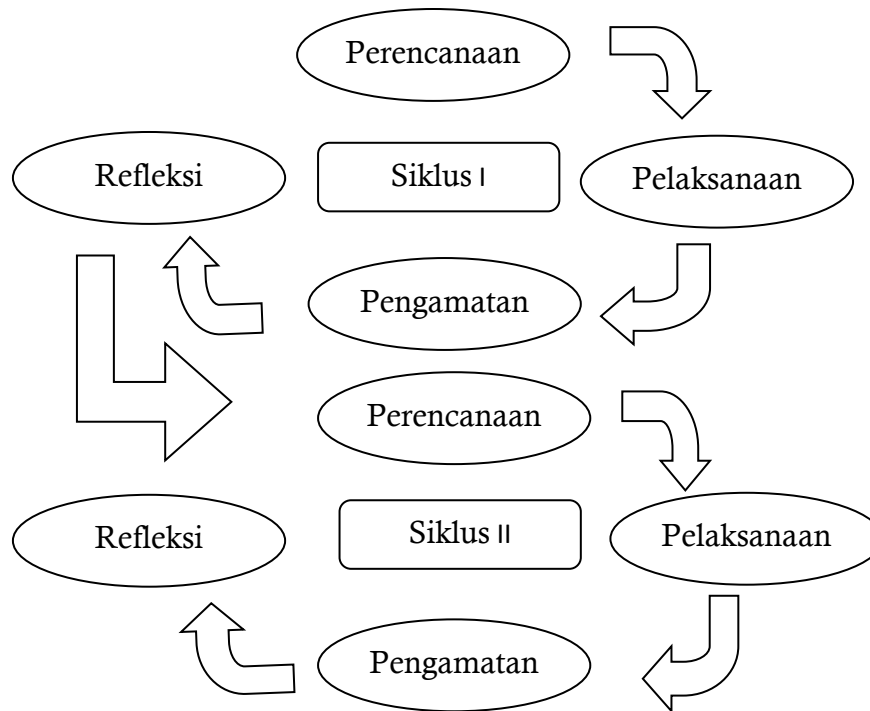 Perencanaan
Refleksi
Siklus I
Pelaksanaan
Pengamatan
Perencanaan
Refleksi
Siklus II
Pelaksanaan
Pengamatan